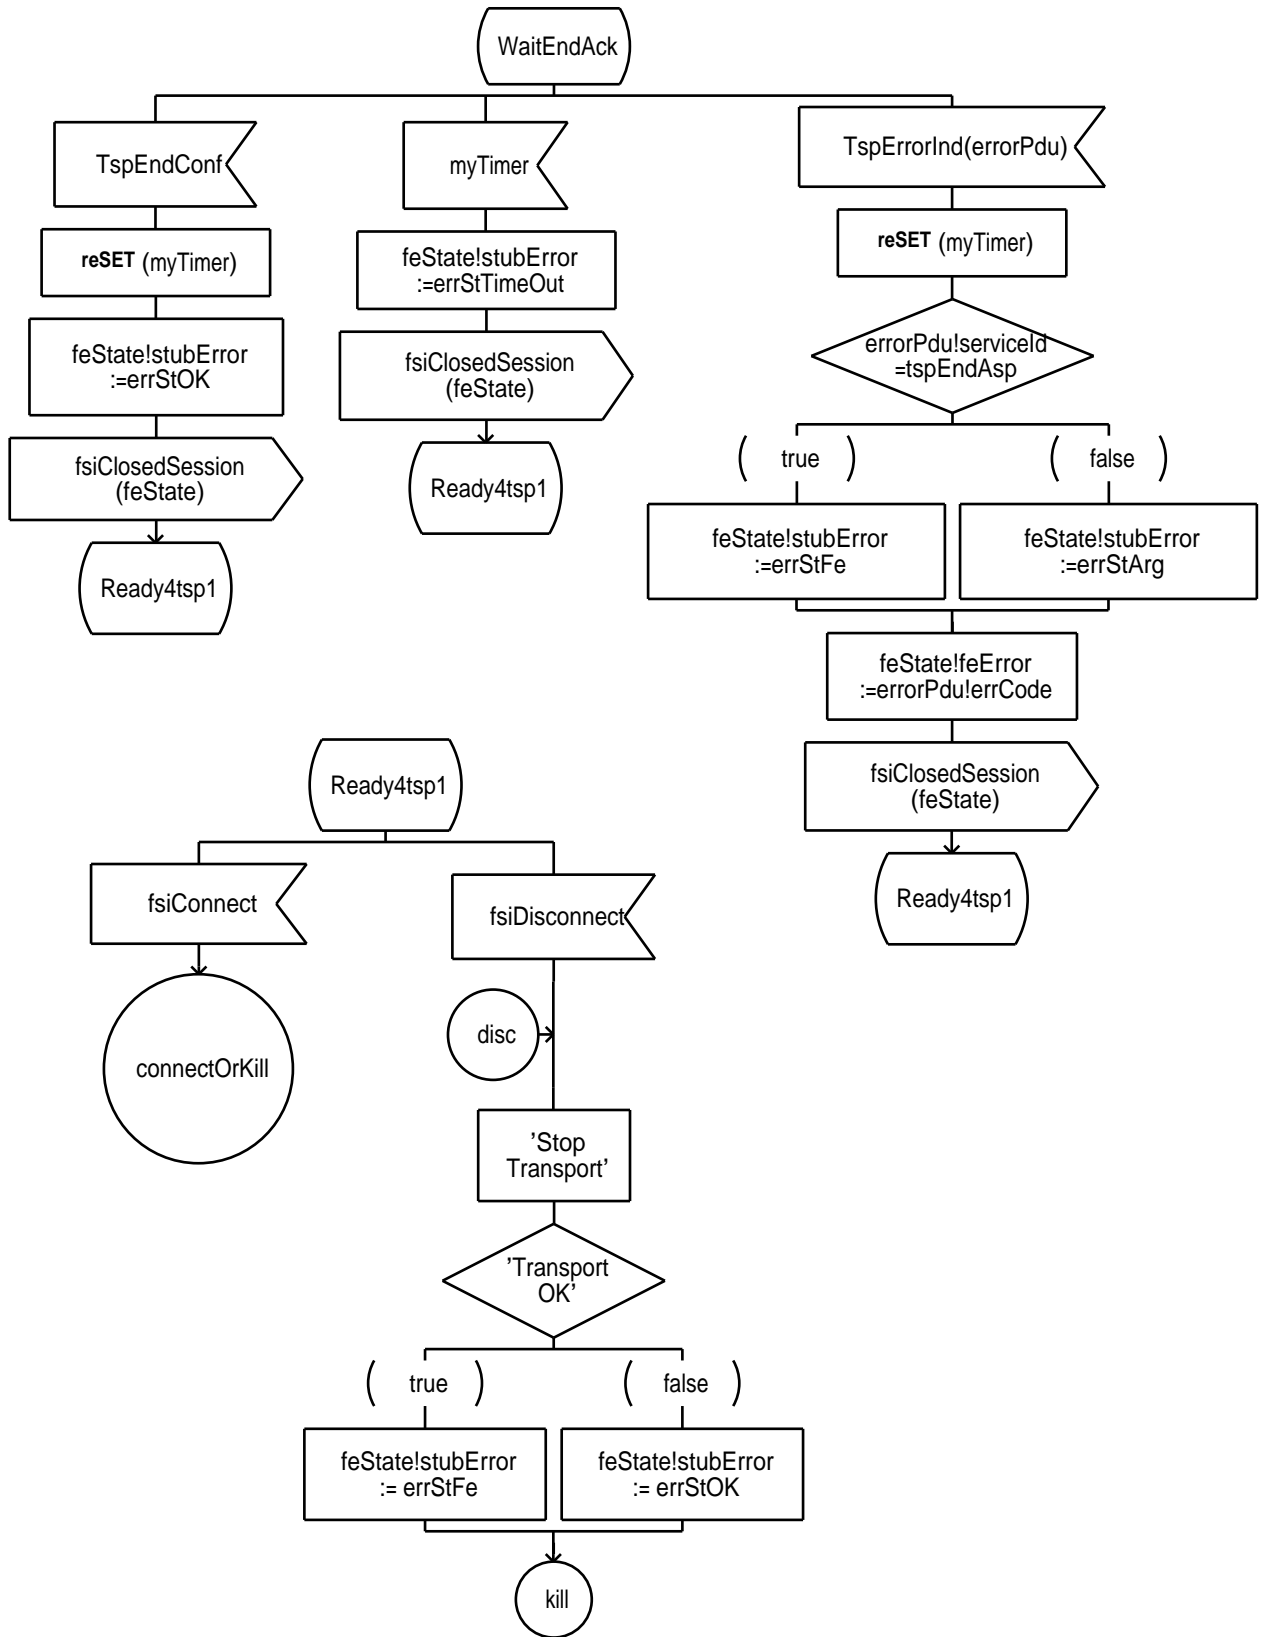 WaitEndAck
TspEndConf
reSET (myTimer)
feState!stubError
:=errStOK
fsiClosedSession
(feState)
Ready4tsp1
myTimer
feState!stubError
:=errStTimeOut
fsiClosedSession
(feState)
Ready4tsp1
TspErrorInd(errorPdu)
reSET (myTimer)
errorPdu!serviceId
=tspEndAsp
( true )
( false )
feState!stubError
:=errStFe
feState!stubError
:=errStArg
feState!feError
:=errorPdu!errCode
fsiClosedSession
(feState)
Ready4tsp1
Ready4tsp1
fsiConnect
connectOrKill
fsiDisconnect
disc
’Stop
Transport’
’Transport
OK’
( true )
( false )
feState!stubError
:= errStFe
feState!stubError
:= errStOK
kill